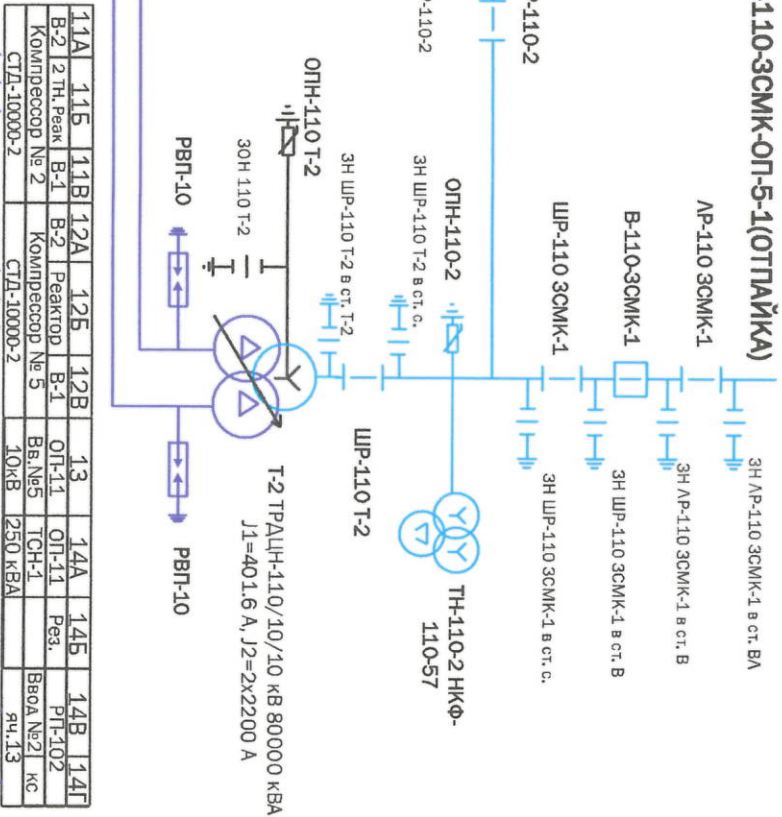 110-ЗСМК-ОП-5-1(ОТПАЙКА)
ЗН ЛР-110 ЗСМК-1 в ст. ВЛ
ЛР-110 ЗСМК-1
ЗН ЛР-110 ЗСМК-1 в ст. В
В-110-ЗСМК-1
ЗН ШР-110 ЗСМК-1 в ст. В
ШР-110 ЗСМК-1
ЗН ШР-110 ЗСМК-1 в ст. с.
Р-110-2
Р-110-2
ОПН-110-2
ТН-110-2 НКФ-
110-57
ЗН ШР-110 Т-2 в ст. с.
ШР-110 Т-2
ЗН ШР-110 Т-2 в ст. Т-2
ОПН-110 Т-2
ЗОН 110 Т-2
Т-2 ТРДЦН-110/10/10 кВ 80000 кВА
J1=401.6 А, J2=2х2200 А
РВП-10
РВП-10
11А 11Б 11В 12А 12Б 12В 13 14А 14Б 14В 14Г
В-2 2 ТН. Реак В-1 В-2 Реактор В-1 ОП-11 ОП-11 Рез. РП-102
Компрессор № 2 Компрессор № 5 Вв.№5 ТСН-1 Ввод №2 КС
СТД-10000-2 СТД-10000-2 10кВ 250 кВА яч.13